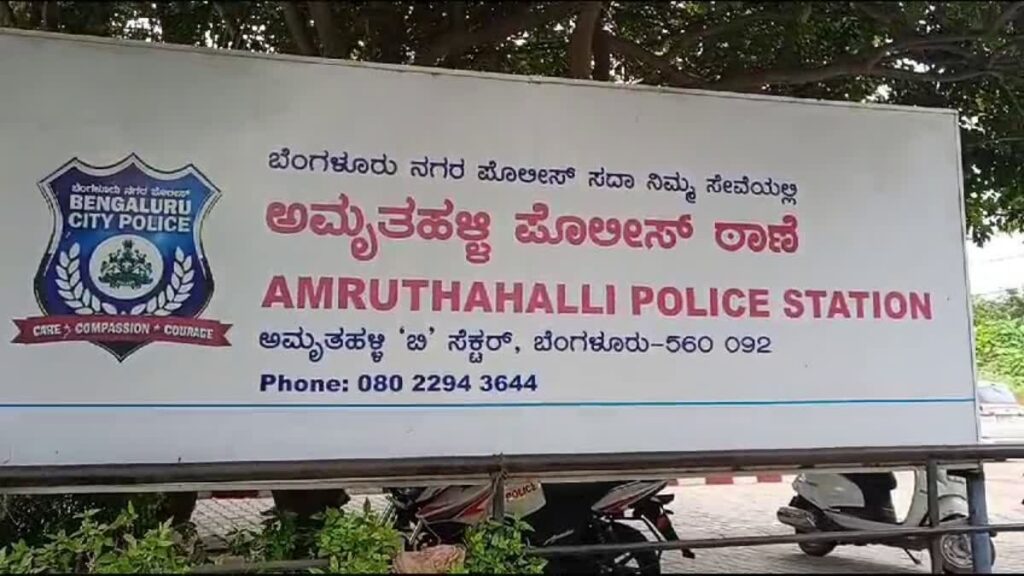 ಬೆಂಗಳೂರು ನಗರ ಪೊಲೀಸ್
BENGALURU
CITY POLICE
CARE * COMPASSION * COURAGE
ಬೆಂಗಳೂರು ನಗರ ಪೊಲೀಸ್ ಸದಾ ನಿಮ್ಮ ಸೇವೆಯಲ್ಲಿ
ಅಮೃತಹಳ್ಳಿ ಪೊಲೀಸ್ ಠಾಣೆ
AMRUTHAHALLI POLICE STATION
ಅಮೃತಹಳ್ಳಿ ‘ಬಿ’ ಸೆಕ್ಟರ್, ಬೆಂಗಳೂರು-560 092
Phone: 080 2294 3644
POLICE